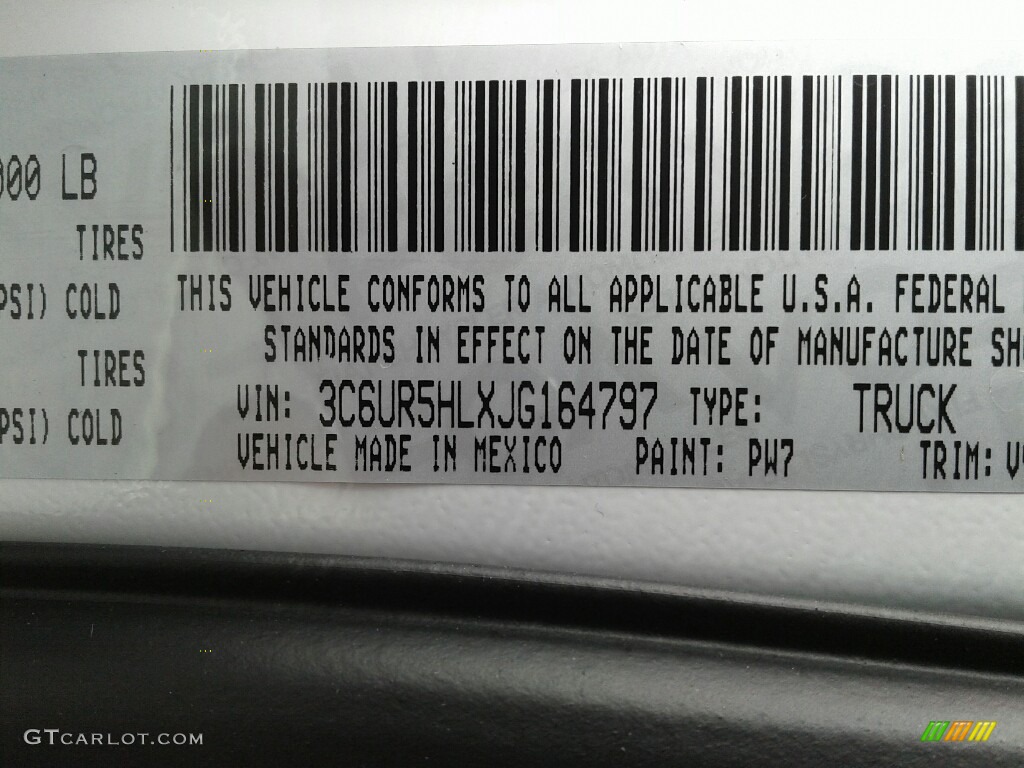 000 LB
TIRES
PSI) COLD
TIRES
PSI) COLD
THIS VEHICLE CONFORMS TO ALL APPLICABLE U.S.A. FEDERAL
STANDARDS IN EFFECT ON THE DATE OF MANUFACTURE
VIN: 3C6UR5HLXJG164797 TYPE: TRUCK
VEHICLE MADE IN MEXICO PAINT: PW7 TRIM:
GTCARLOT.COM